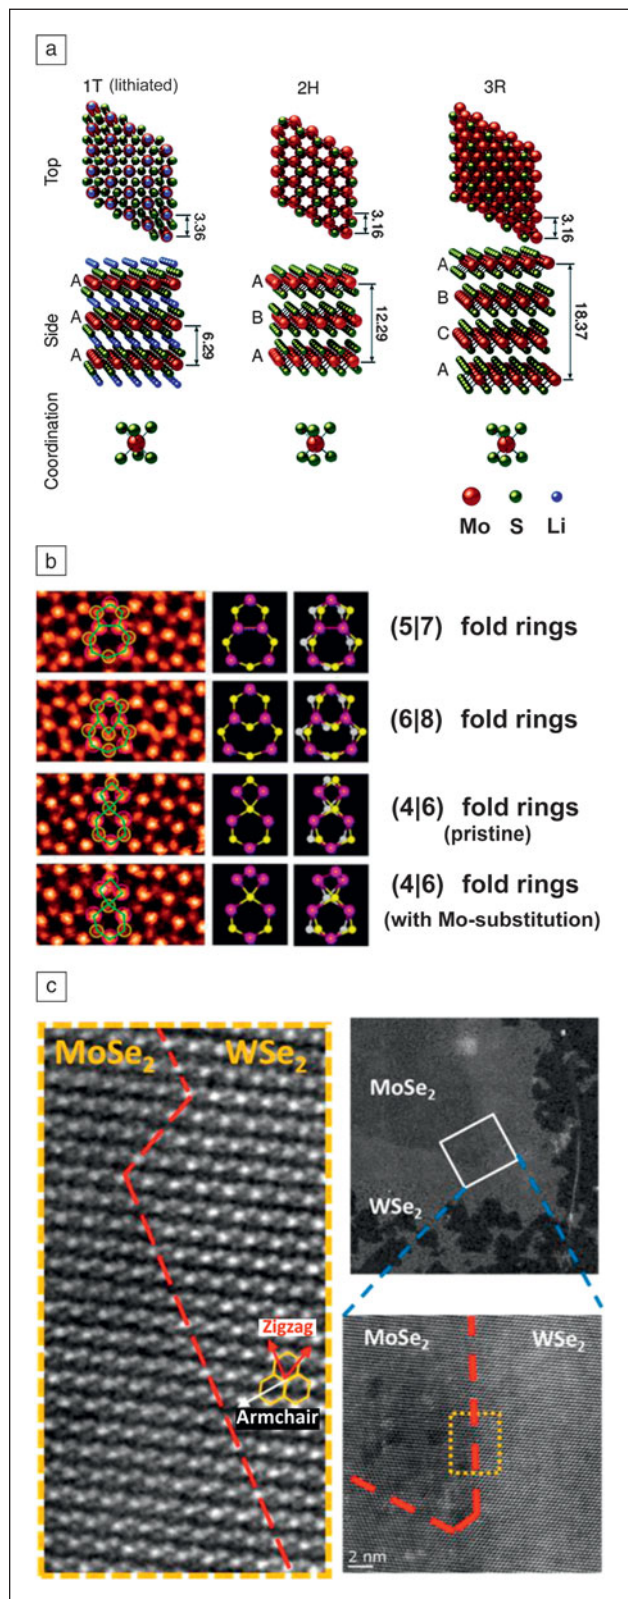 a
1T (lithiated)
2H
3R
Top
3.36
3.16
3.16
Side
A
A
A
6.29
A
B
A
12.29
A
B
C
A
18.37
Coordination
Mo
S
Li
b
(5|7) fold rings
(6|8) fold rings
(4|6) fold rings
(pristine)
(4|6) fold rings
(with Mo-substitution)
c
MoSe₂
WSe₂
Zigzag
Armchair
MoSe₂
WSe₂
MoSe₂
WSe₂
2 nm